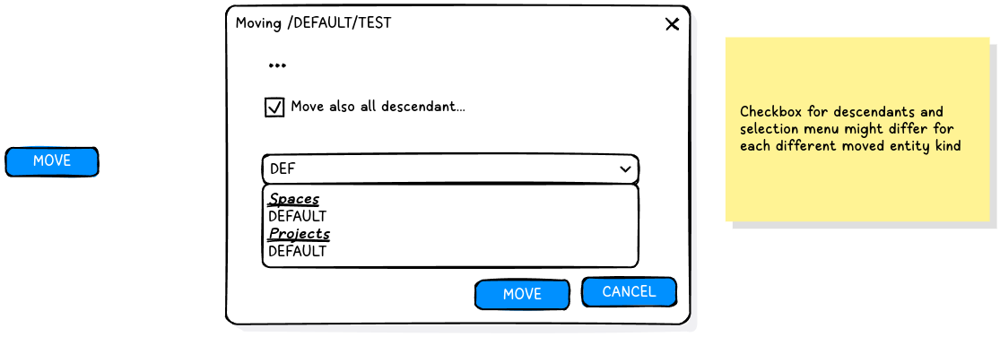 MOVE
Moving /DEFAULT/TEST
...
Move also all descendant...
DEF
Spaces
DEFAULT
Projects
DEFAULT
MOVE
CANCEL
Checkbox for descendants and
selection menu might differ for
each different moved entity kind